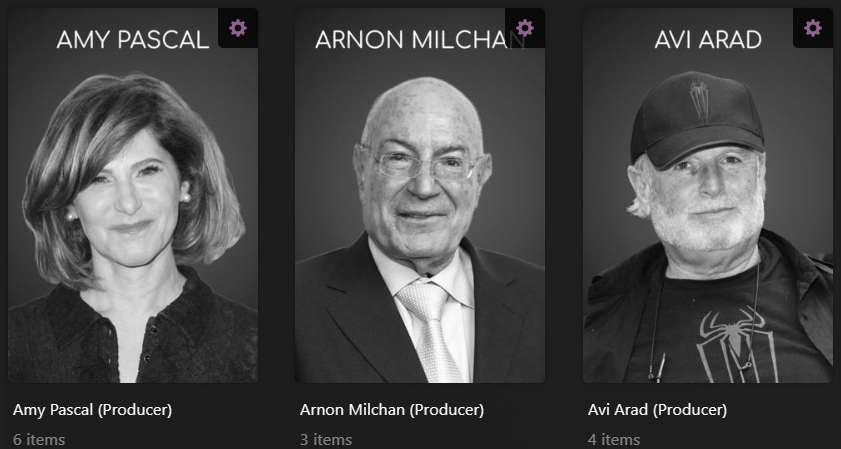 AMY PASCAL
ARNON MILCHAN
AVI ARAD
Amy Pascal (Producer)
Arnon Milchan (Producer)
Avi Arad (Producer)
6 items
3 items
4 items